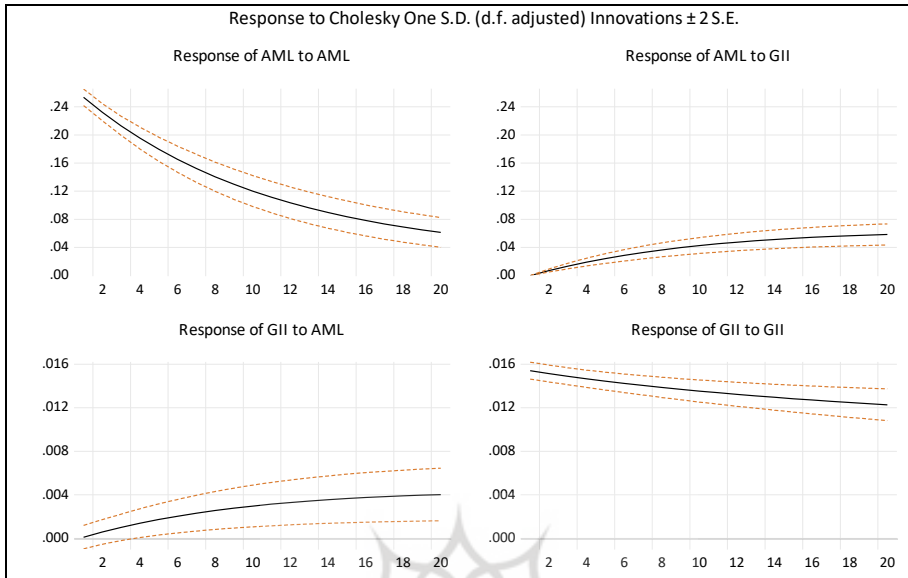 Response to Cholesky One S.D. (d.f. adjusted) Innovations ± 2 S.E.
Response of AML to AML
.24
.20
.16
.12
.08
.04
.00
2 4 6 8 10 12 14 16 18 20
Response of AML to GII
.24
.20
.16
.12
.08
.04
.00
2 4 6 8 10 12 14 16 18 20
Response of GII to AML
.016
.012
.008
.004
.000
2 4 6 8 10 12 14 16 18 20
Response of GII to GII
.016
.012
.008
.004
.000
2 4 6 8 10 12 14 16 18 20